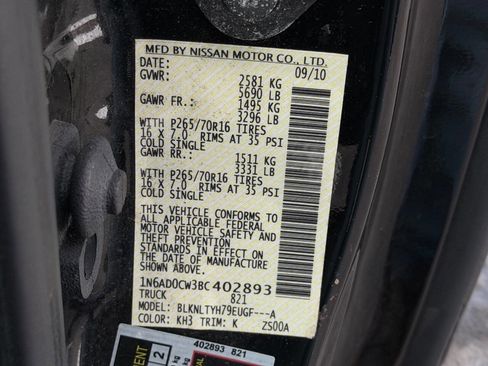 MFD BY NISSAN MOTOR CO., LTD.
DATE: 09/10
GVWR: 2581 KG
5690 LB
GAWR FR.: 1495 KG
3296 LB
WITH P265/70R16 TIRES
16 X 7.0 RIMS AT 35 PSI
COLD SINGLE
GAWR RR.: 1511 KG
3331 LB
WITH P265/70R16 TIRES
16 X 7.0 RIMS AT 35 PSI
COLD SINGLE
THIS VEHICLE CONFORMS TO
ALL APPLICABLE FEDERAL
MOTOR VEHICLE SAFETY AND
THEFT PREVENTION
STANDARDS IN EFFECT ON
THE DATE OF MANUFACTURE
SHOWN ABOVE.
1N6AD0CW3BC402893
TRUCK 821
MODEL: BLKNLTYH79EUGF---A
COLOR: KH3 TRIM: K ZS00A
402893 821